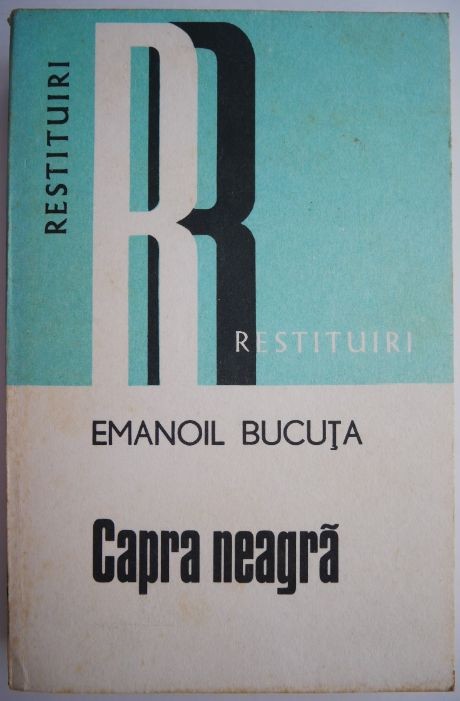 RESTITUIRI
R
R
RESTITUIRI
EMANOIL BUCUŢA
Capra neagră